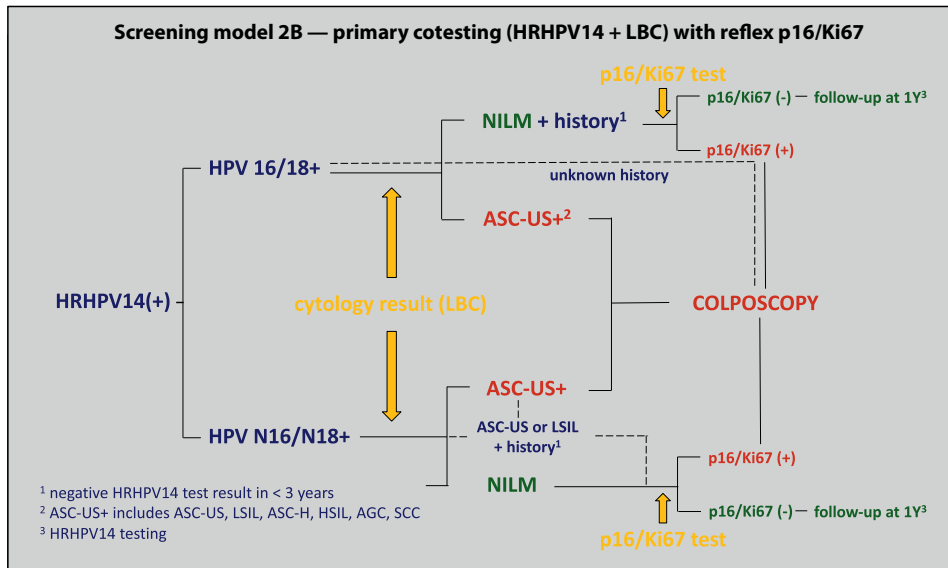 Screening model 2B — primary cotesting (HRHPV14 + LBC) with reflex p16/Ki67
p16/Ki67 test
p16/Ki67 (-) — follow-up at 1Y³
NILM + history¹
p16/Ki67 (+)
HPV 16/18+
unknown history
ASC-US+²
HRHPV14(+)
cytology result (LBC)
COLPOSCOPY
ASC-US+
HPV N16/N18+
ASC-US or LSIL
+ history¹
p16/Ki67 (+)
NILM
p16/Ki67 (-) — follow-up at 1Y³
p16/Ki67 test
¹ negative HRHPV14 test result in < 3 years
² ASC-US+ includes ASC-US, LSIL, ASC-H, HSIL, AGC, SCC
³ HRHPV14 testing